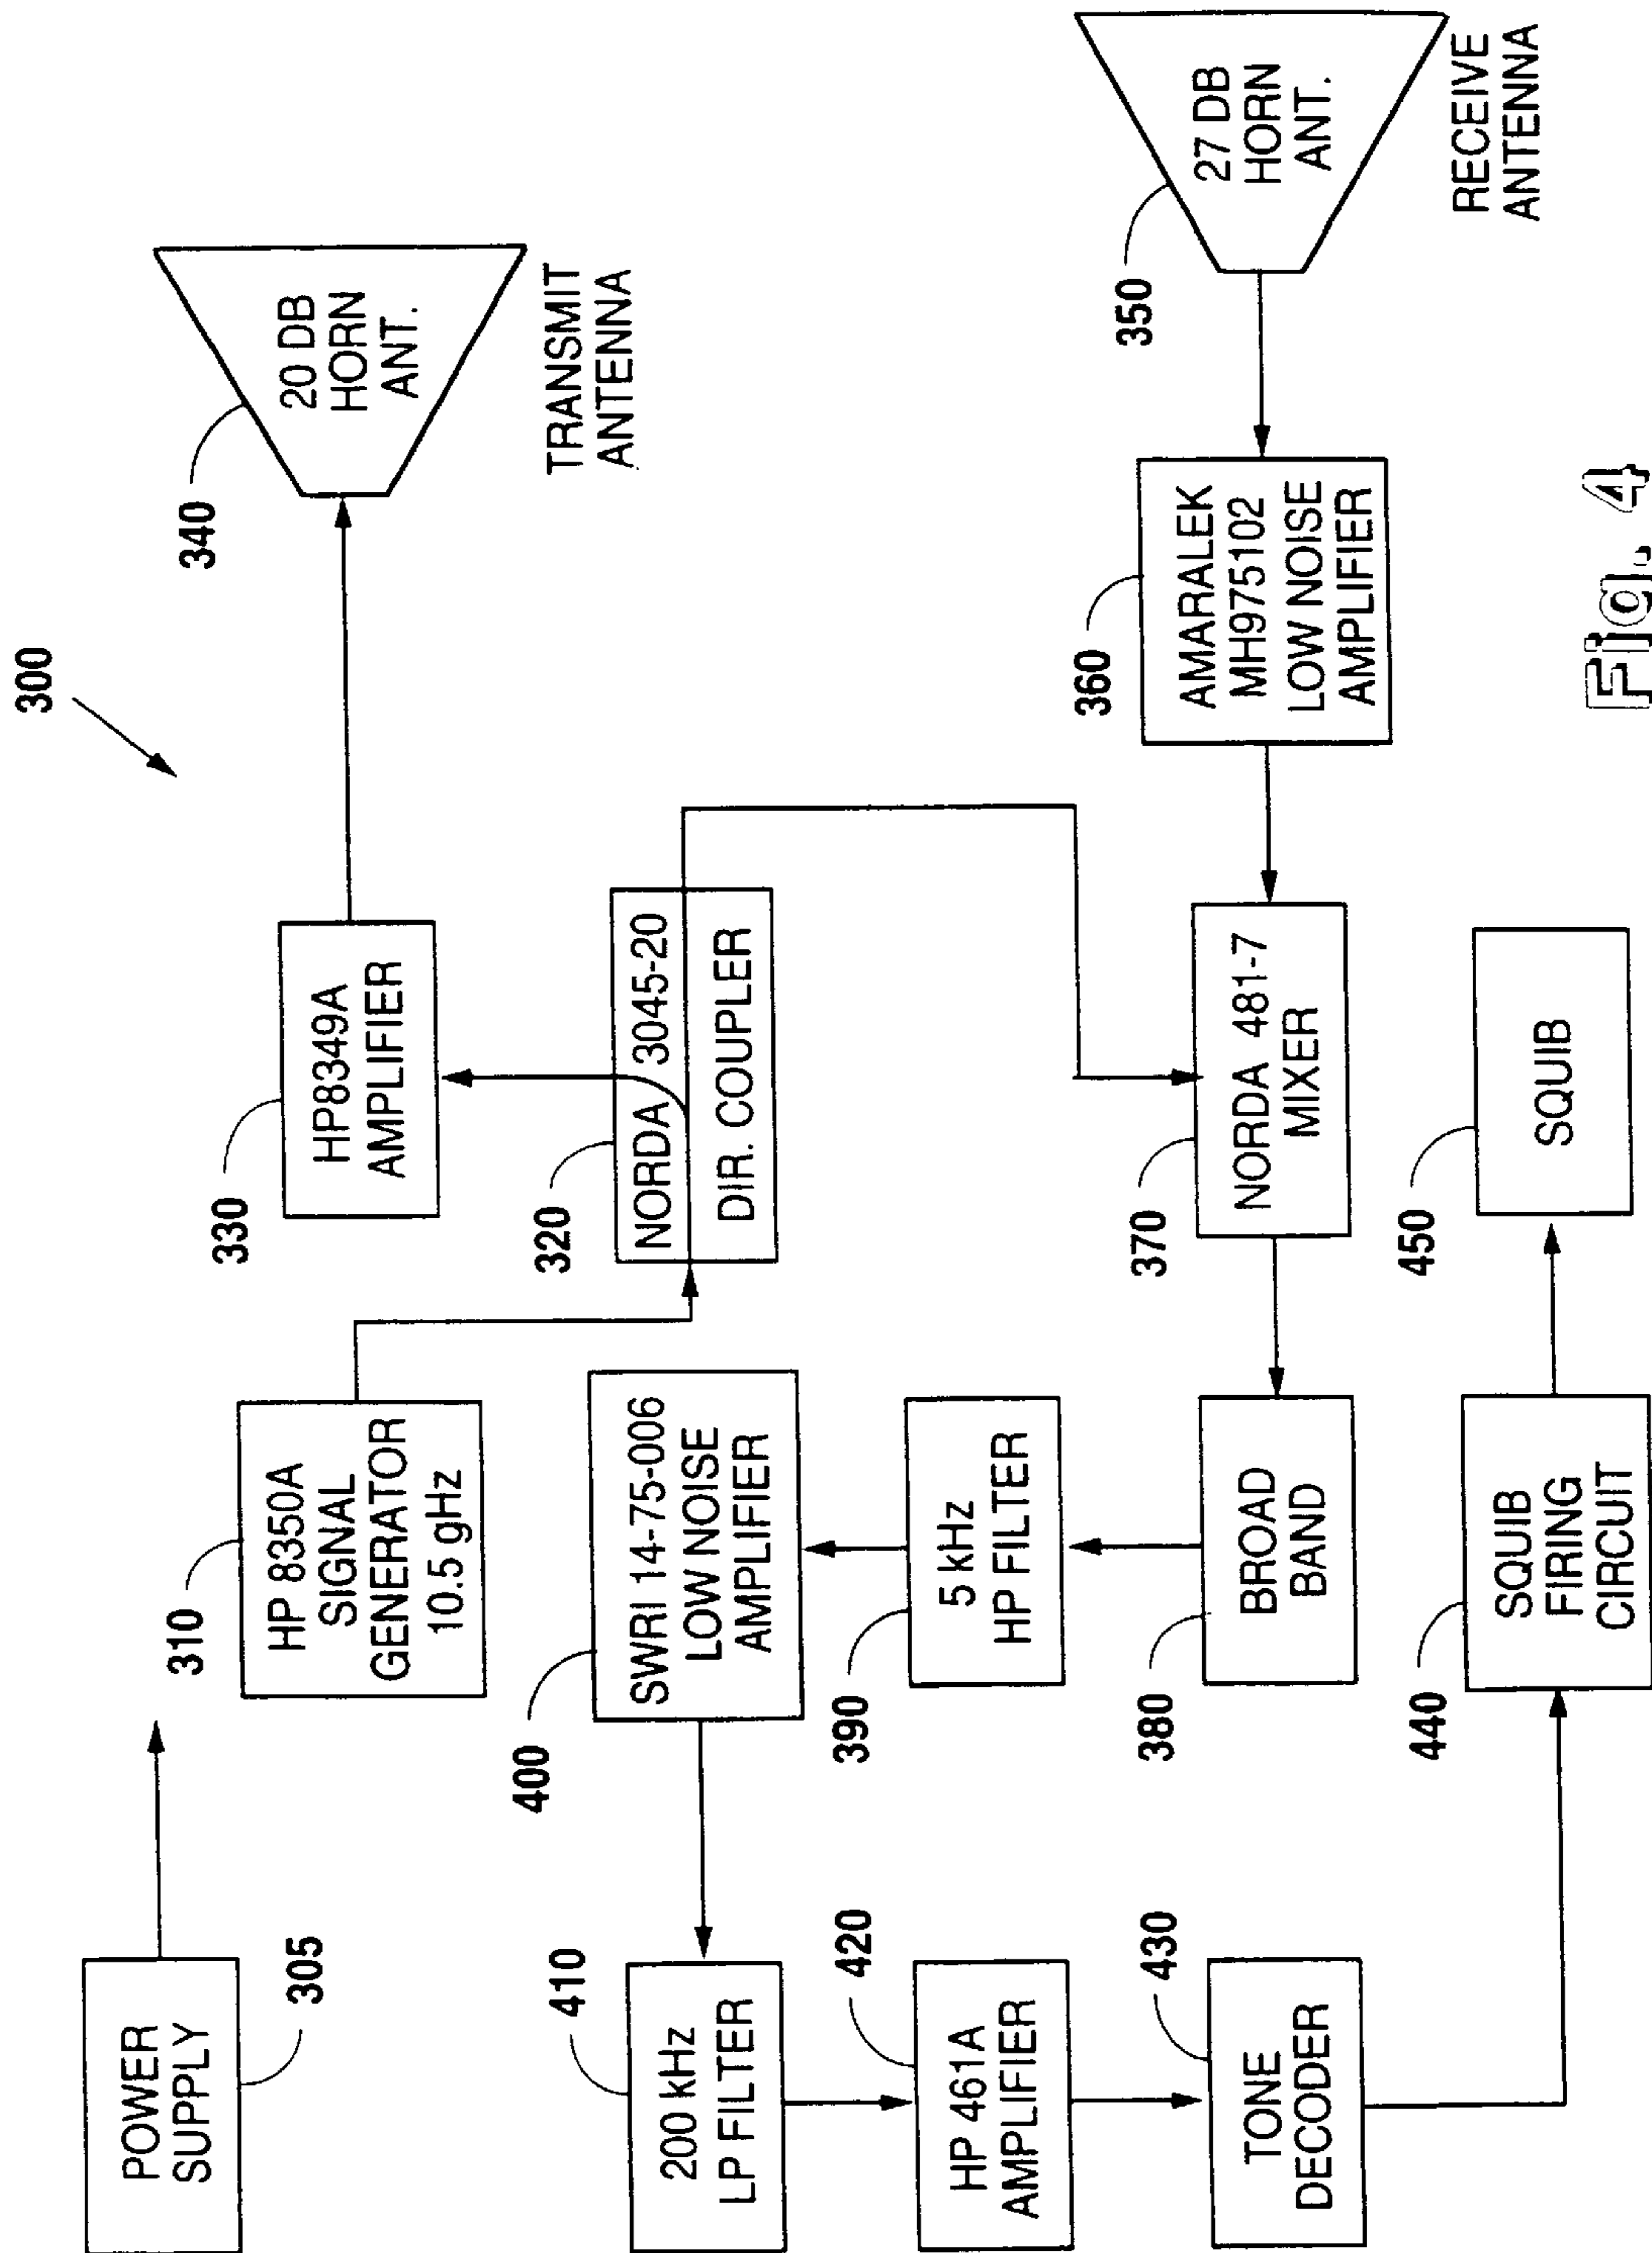 300
POWER
SUPPLY
305
310
HP 8350A
SIGNAL
GENERATOR
10.5 gHz
330
HP8349A
AMPLIFIER
340
20 DB
HORN
ANT.
TRANSMIT
ANTENNA
320
NORDA 3045-20
DIR. COUPLER
400
SWRI 14-75-006
LOW NOISE
AMPLIFIER
410
200 kHz
LP FILTER
390
5 kHz
HP FILTER
420
HP 461A
AMPLIFIER
430
TONE
DECODER
380
BROAD
BAND
370
NORDA 481-7
MIXER
360
AMARALEK
MH975102
LOW NOISE
AMPLIFIER
350
27 DB
HORN
ANT.
RECEIVE
ANTENNA
440
SQUIB
FIRING
CIRCUIT
450
SQUIB
Fig. 4